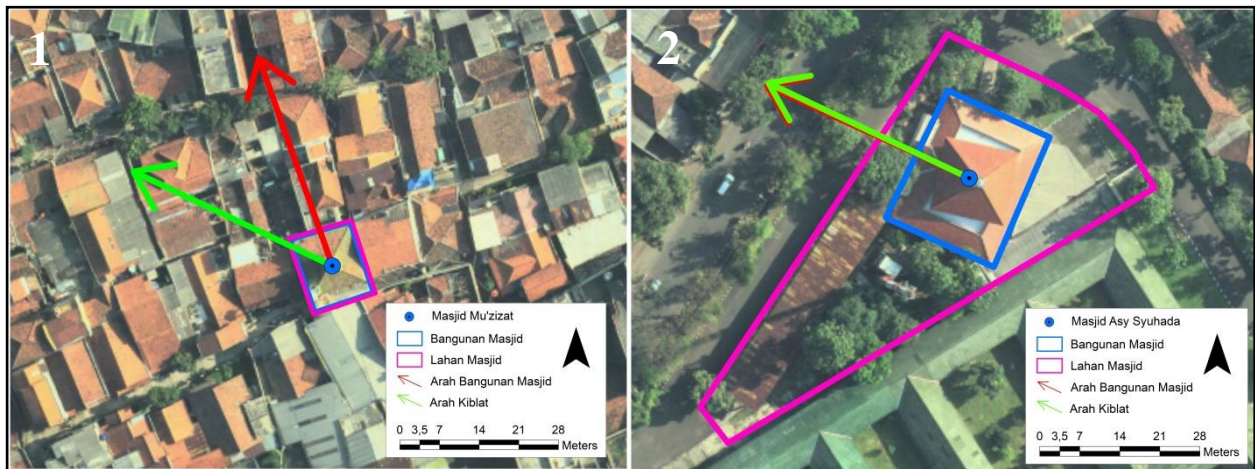 1
Masjid Mu'zizat
Bangunan Masjid
Lahan Masjid
Arah Bangunan Masjid
Arah Kiblat
0 3,5 7 14 21 28
Meters
2
Masjid Asy Syuhada
Bangunan Masjid
Lahan Masjid
Arah Bangunan Masjid
Arah Kiblat
0 3,5 7 14 21 28
Meters